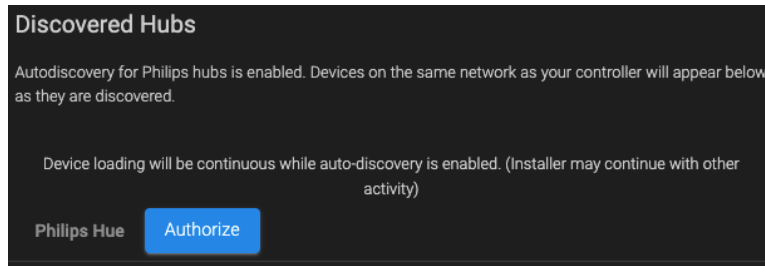 Discovered Hubs
Autodiscovery for Philips hubs is enabled. Devices on the same network as your controller will appear below
as they are discovered.
Device loading will be continuous while auto-discovery is enabled. (Installer may continue with other
activity)
Philips Hue Authorize